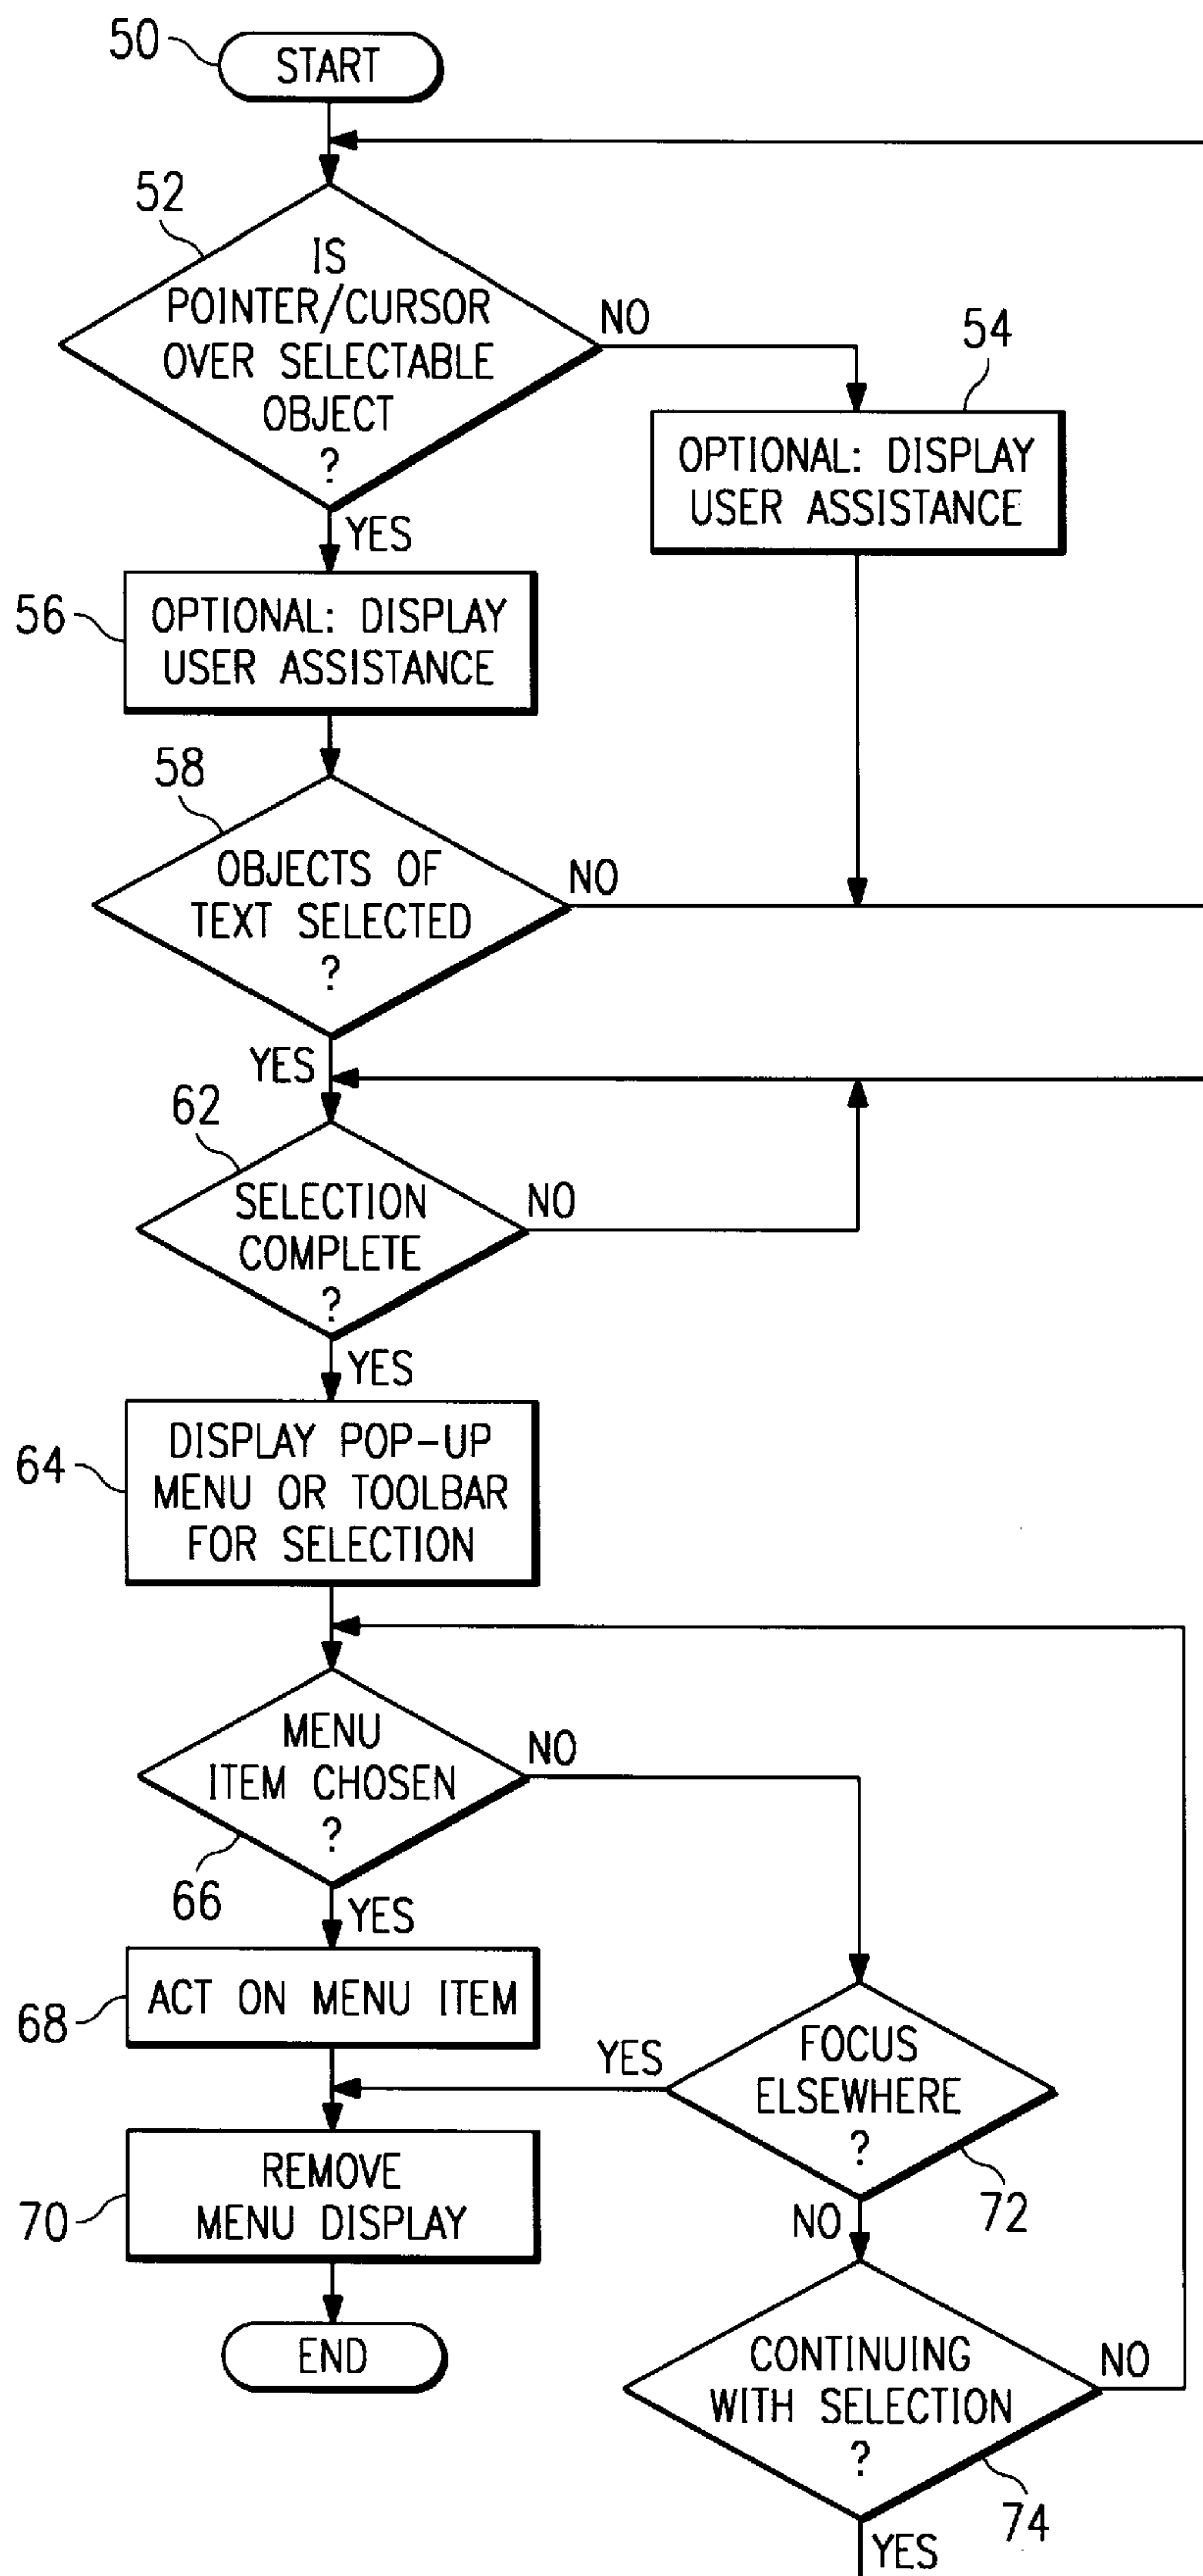 50
START
52
IS
POINTER/CURSOR
OVER SELECTABLE
OBJECT
?
NO
54
OPTIONAL: DISPLAY
USER ASSISTANCE
YES
56
OPTIONAL: DISPLAY
USER ASSISTANCE
58
OBJECTS OF
TEXT SELECTED
?
NO
YES
62
SELECTION
COMPLETE
?
NO
YES
64
DISPLAY POP-UP
MENU OR TOOLBAR
FOR SELECTION
MENU
ITEM CHOSEN
?
NO
66
YES
68
ACT ON MENU ITEM
YES
FOCUS
ELSEWHERE
?
72
70
REMOVE
MENU DISPLAY
NO
END
CONTINUING
WITH SELECTION
?
NO
74
YES